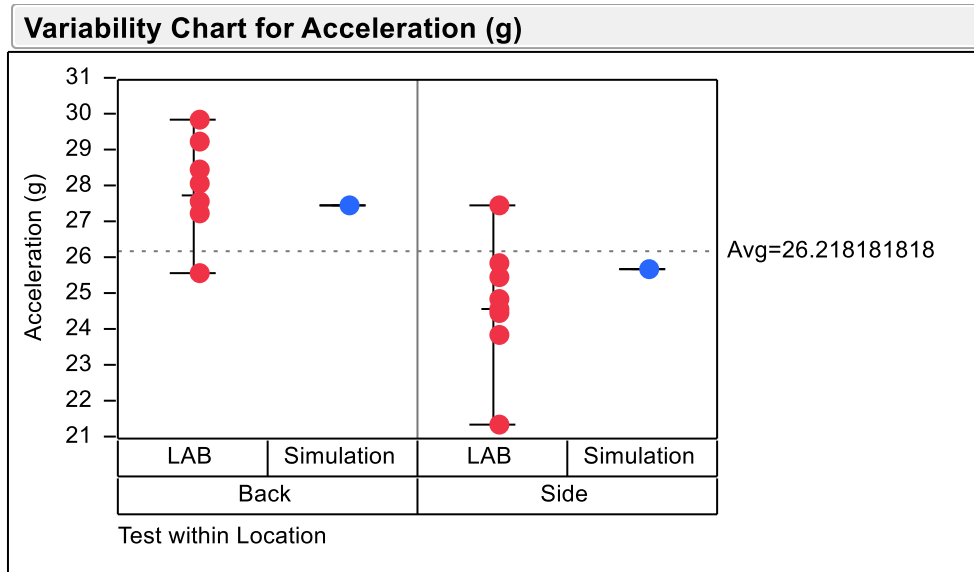 Variability Chart for Acceleration (g)
31
30
29
28
27
26
25
24
23
22
21
Acceleration (g)
Avg=26.218181818
LAB Simulation LAB Simulation
Back Side
Test within Location